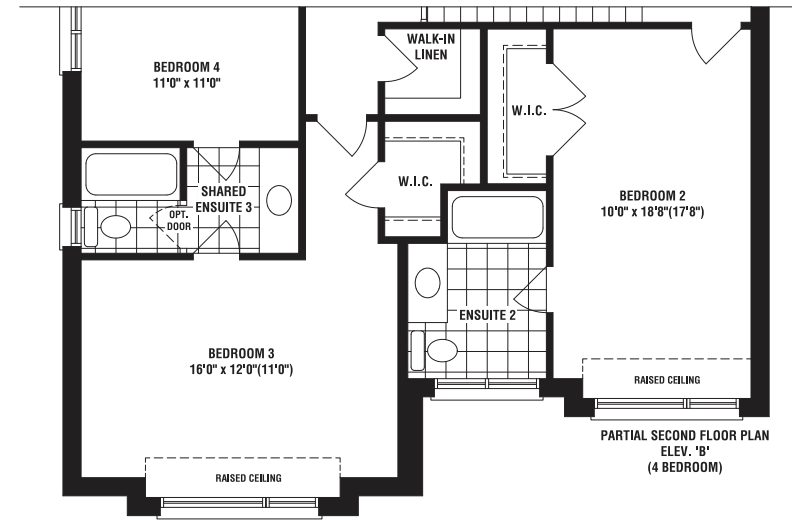 WALK-IN
LINEN
BEDROOM 4
11'0" x 11'0"
W.I.C.
W.I.C.
SHARED
ENSUITE 3
OPT.
DOOR
BEDROOM 2
10'0" x 18'8"(17'8")
ENSUITE 2
BEDROOM 3
16'0" x 12'0"(11'0")
RAISED CEILING
RAISED CEILING
PARTIAL SECOND FLOOR PLAN
ELEV. 'B'
(4 BEDROOM)